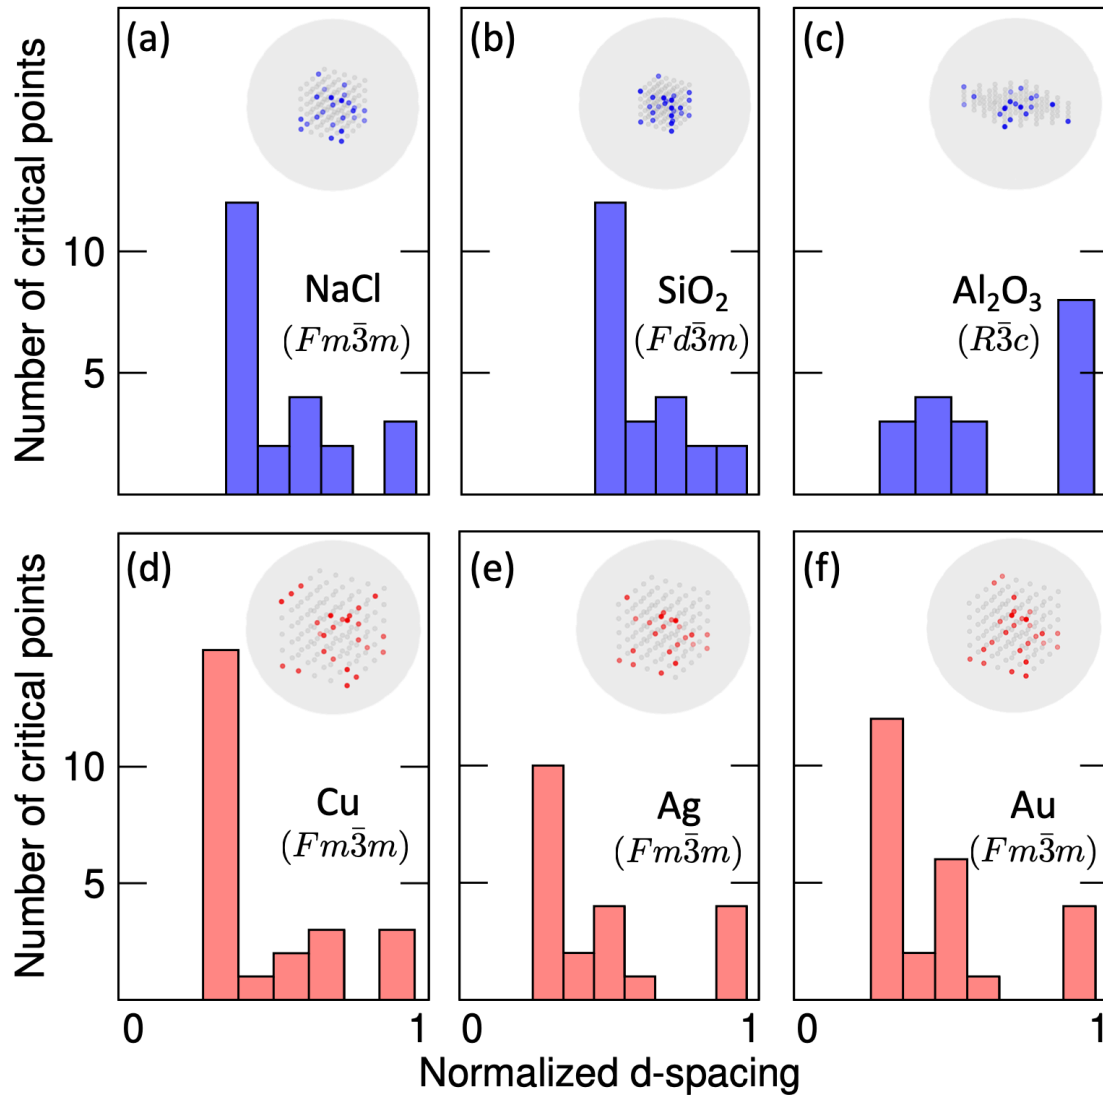 (a)
(b)
(c)
Number of critical points
10
5
NaCl
(Fm3̄m)
SiO₂
(Fd3̄m)
Al₂O₃
(R3̄c)
(d)
(e)
(f)
Number of critical points
10
5
Cu
(Fm3̄m)
Ag
(Fm3̄m)
Au
(Fm3̄m)
0
1
0
1
0
1
Normalized d-spacing